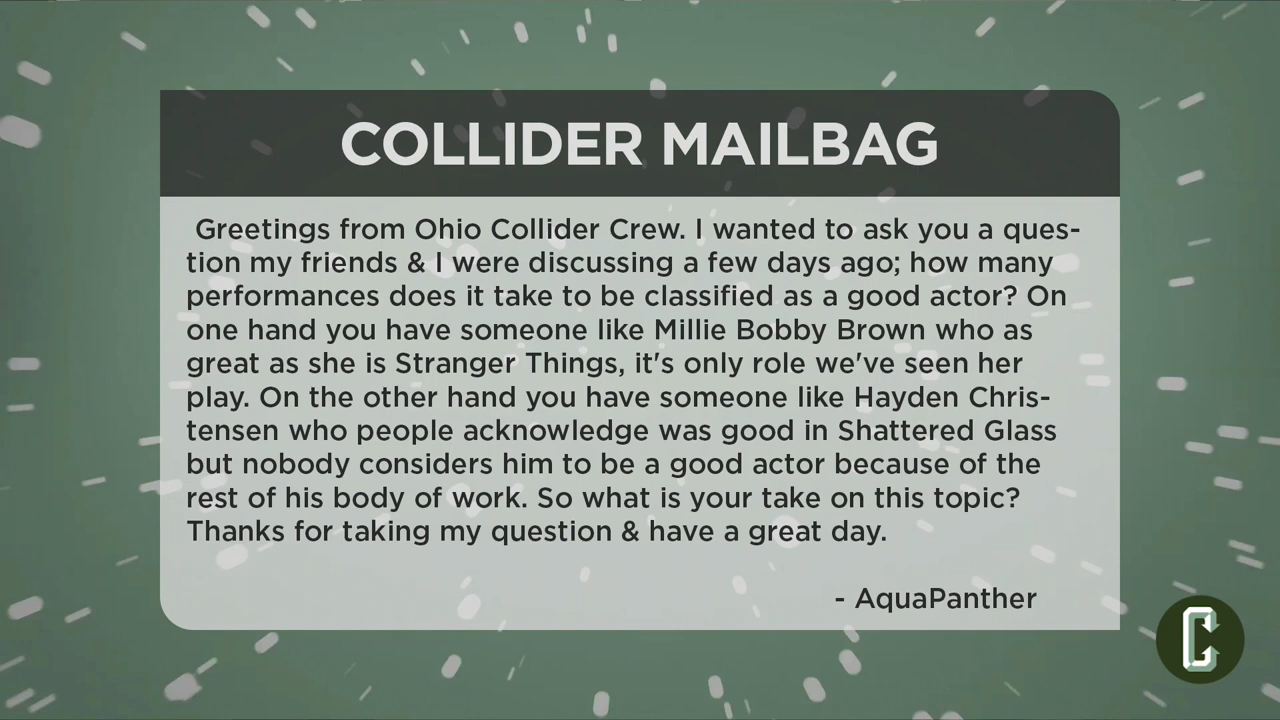 COLLIDER MAILBAG
Greetings from Ohio Collider Crew. I wanted to ask you a ques-
tion my friends & I were discussing a few days ago; how many
performances does it take to be classified as a good actor? On
one hand you have someone like Millie Bobby Brown who as
great as she is Stranger Things, it's only role we've seen her
play. On the other hand you have someone like Hayden Chris-
tensen who people acknowledge was good in Shattered Glass
but nobody considers him to be a good actor because of the
rest of his body of work. So what is your take on this topic?
Thanks for taking my question & have a great day.
- AquaPanther
C